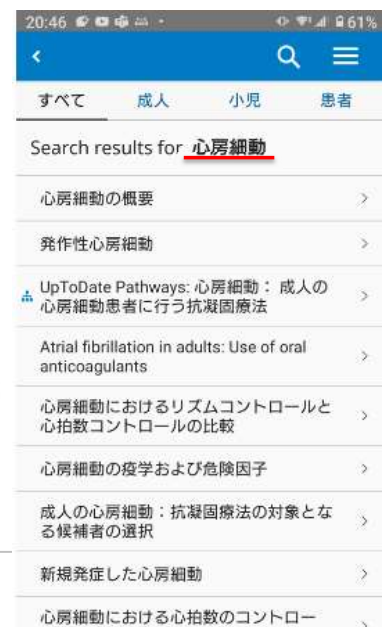 20:46
61%
すべて 成人 小児 患者
Search results for 心房細動
心房細動の概要
発作性心房細動
UpToDate Pathways: 心房細動： 成人の
心房細動患者に行う抗凝固療法
Atrial fibrillation in adults: Use of oral
anticoagulants
心房細動におけるリズムコントロールと
心拍数コントロールの比較
心房細動の疫学および危険因子
成人の心房細動：抗凝固療法の対象とな
る候補者の選択
新規発症した心房細動
心房細動における心拍数のコントロー